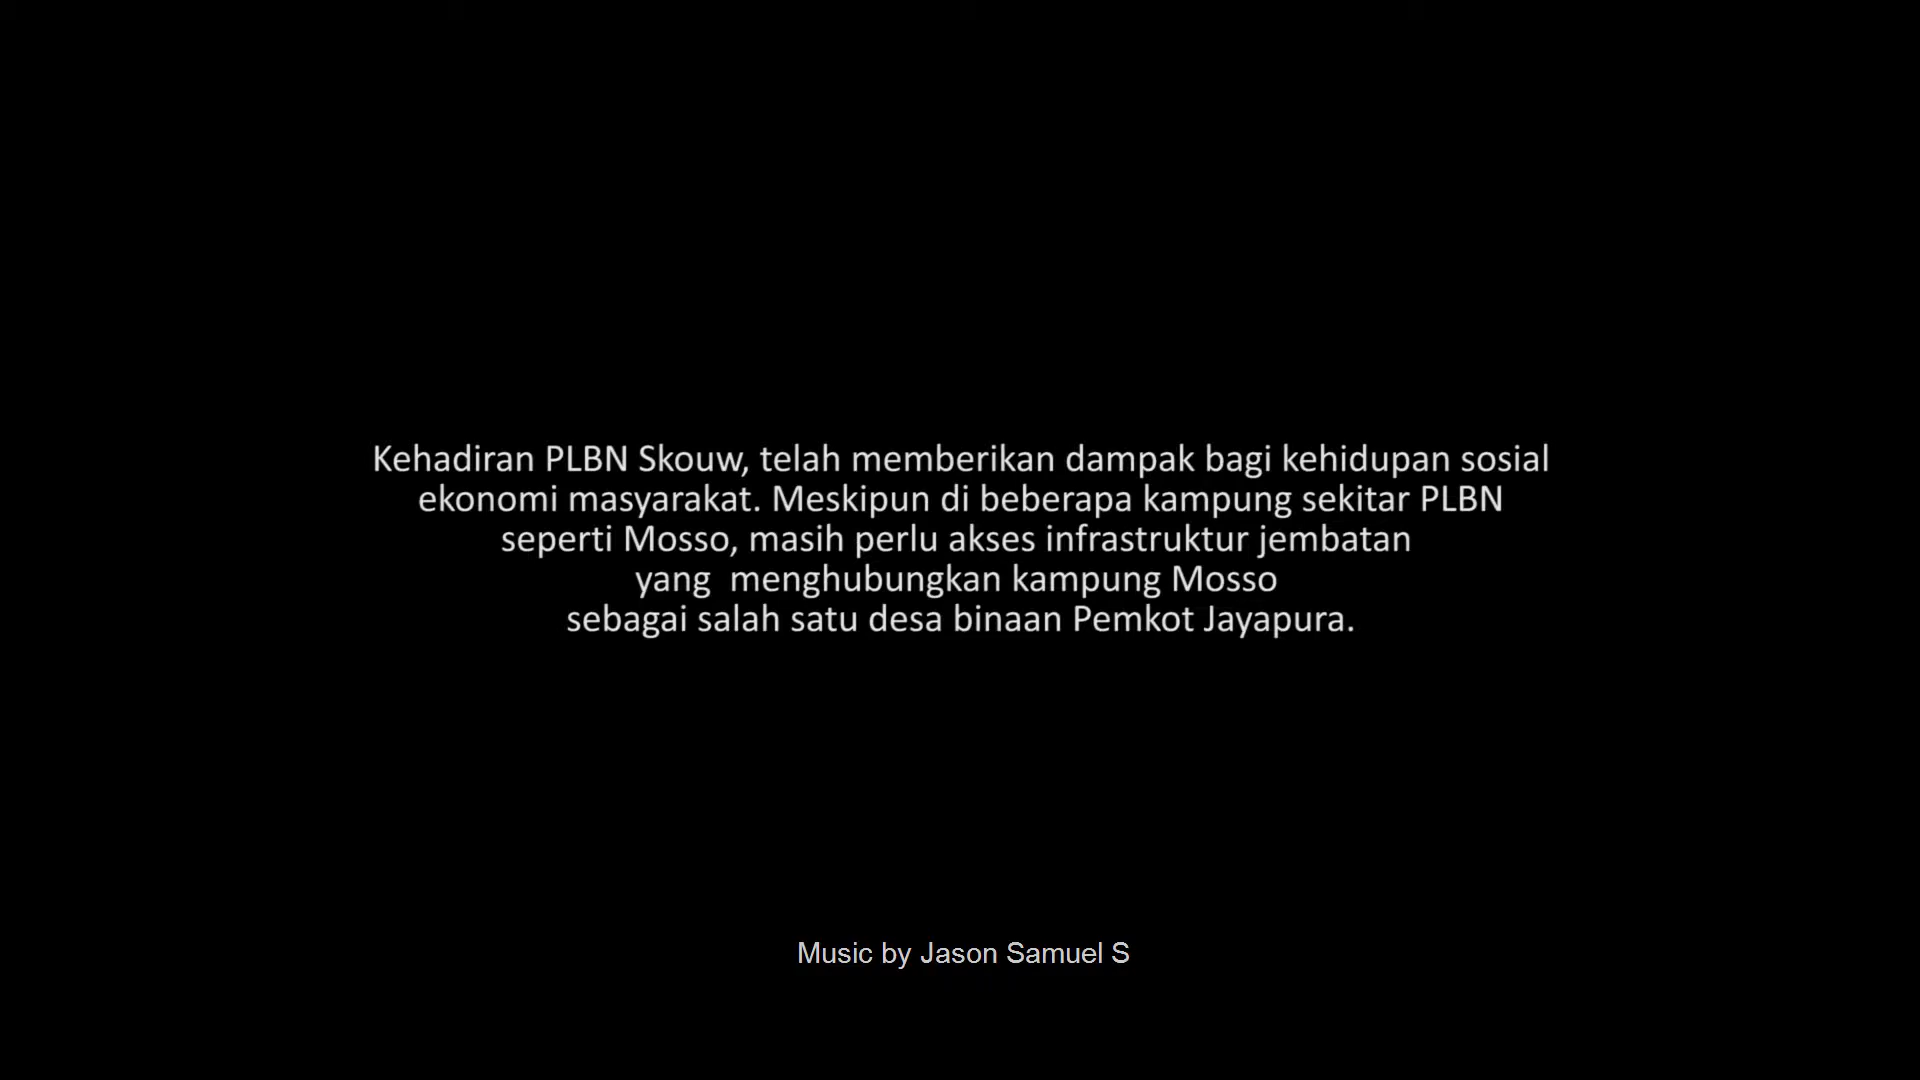 Kehadiran PLBN Skouw, telah memberikan dampak bagi kehidupan sosial
ekonomi masyarakat. Meskipun di beberapa kampung sekitar PLBN
seperti Mosso, masih perlu akses infrastruktur jembatan
yang  menghubungkan kampung Mosso
sebagai salah satu desa binaan Pemkot Jayapura.
Music by Jason Samuel S